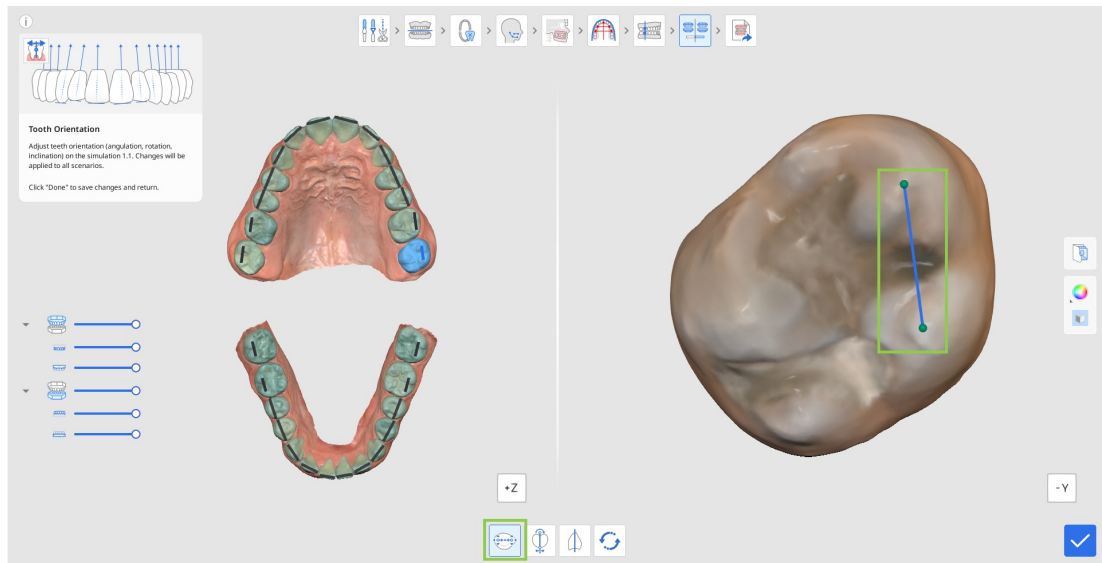 Tooth Orientation
Adjust teeth orientation (angulation, rotation,
inclination) on the simulation 1.1. Changes will be
applied to all scenarios.
Click "Done" to save changes and return.
+Z
- Y